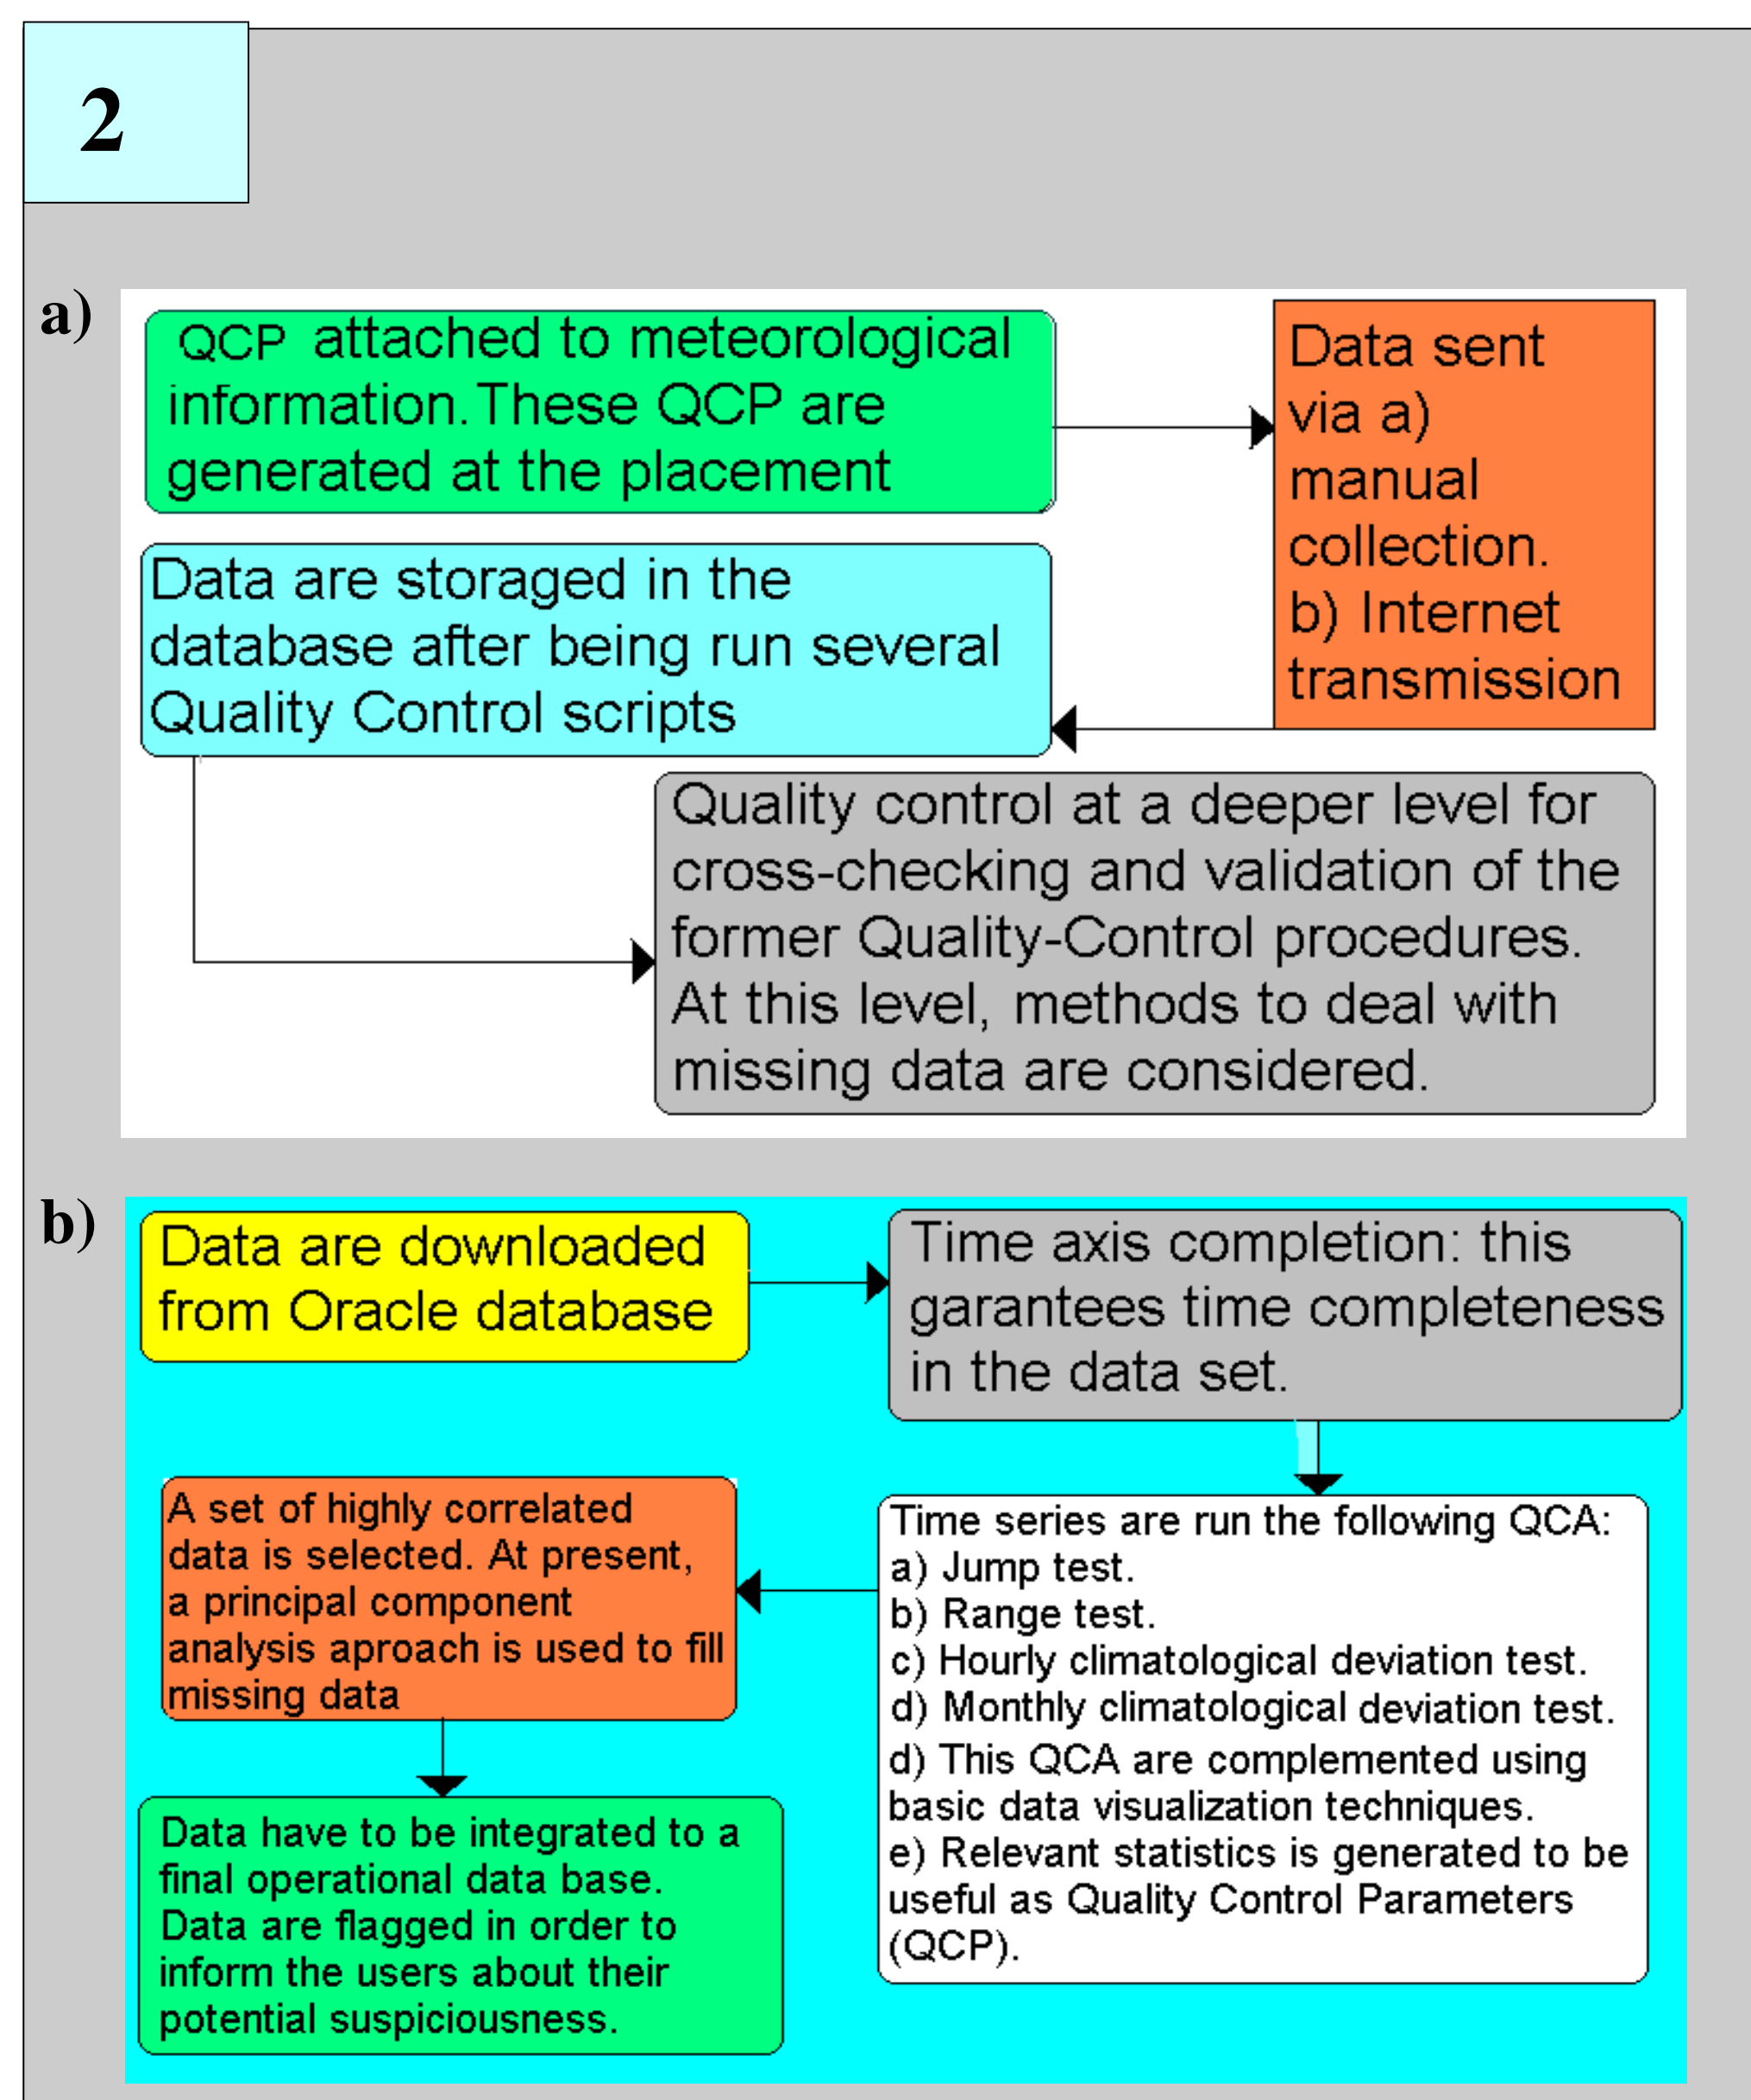 2
a)
QCP attached to meteorological
information. These QCP are
generated at the placement
Data sent
via a)
manual
collection.
b) Internet
transmission
Data are storaged in the
database after being run several
Quality Control scripts
Quality control at a deeper level for
cross-checking and validation of the
former Quality-Control procedures.
At this level, methods to deal with
missing data are considered.
b)
Data are downloaded
from Oracle database
Time axis completion: this
garantees time completeness
in the data set.
Time series are run the following QCA:
a) Jump test.
b) Range test.
c) Hourly climatological deviation test.
d) Monthly climatological deviation test.
d) This QCA are complemented using
basic data visualization techniques.
e) Relevant statistics is generated to be
useful as Quality Control Parameters
(QCP).
A set of highly correlated
data is selected. At present,
a principal component
analysis aproach is used to fill
missing data
Data have to be integrated to a
final operational data base.
Data are flagged in order to
inform the users about their
potential suspiciousness.